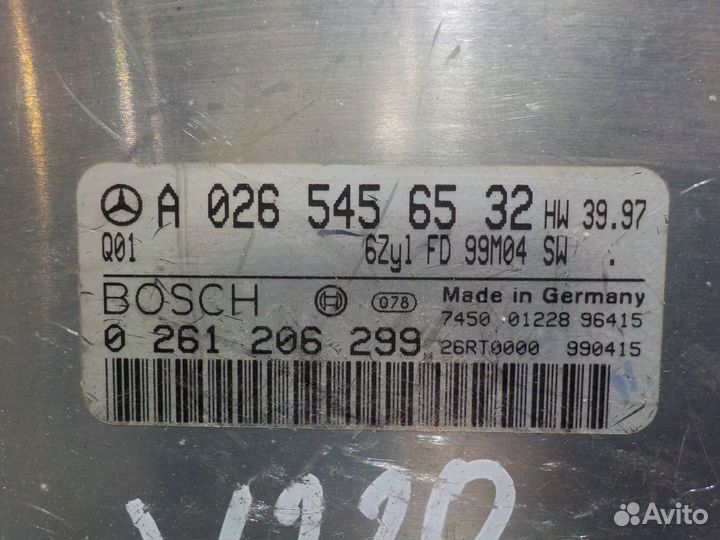 A 026 545 65 32 HW 39.97
Q01 6Zyl FD 99M04 SW .
BOSCH 078 Made in Germany
7450 01228 96415
0 261 206 299 26RT0000 990415
Avito